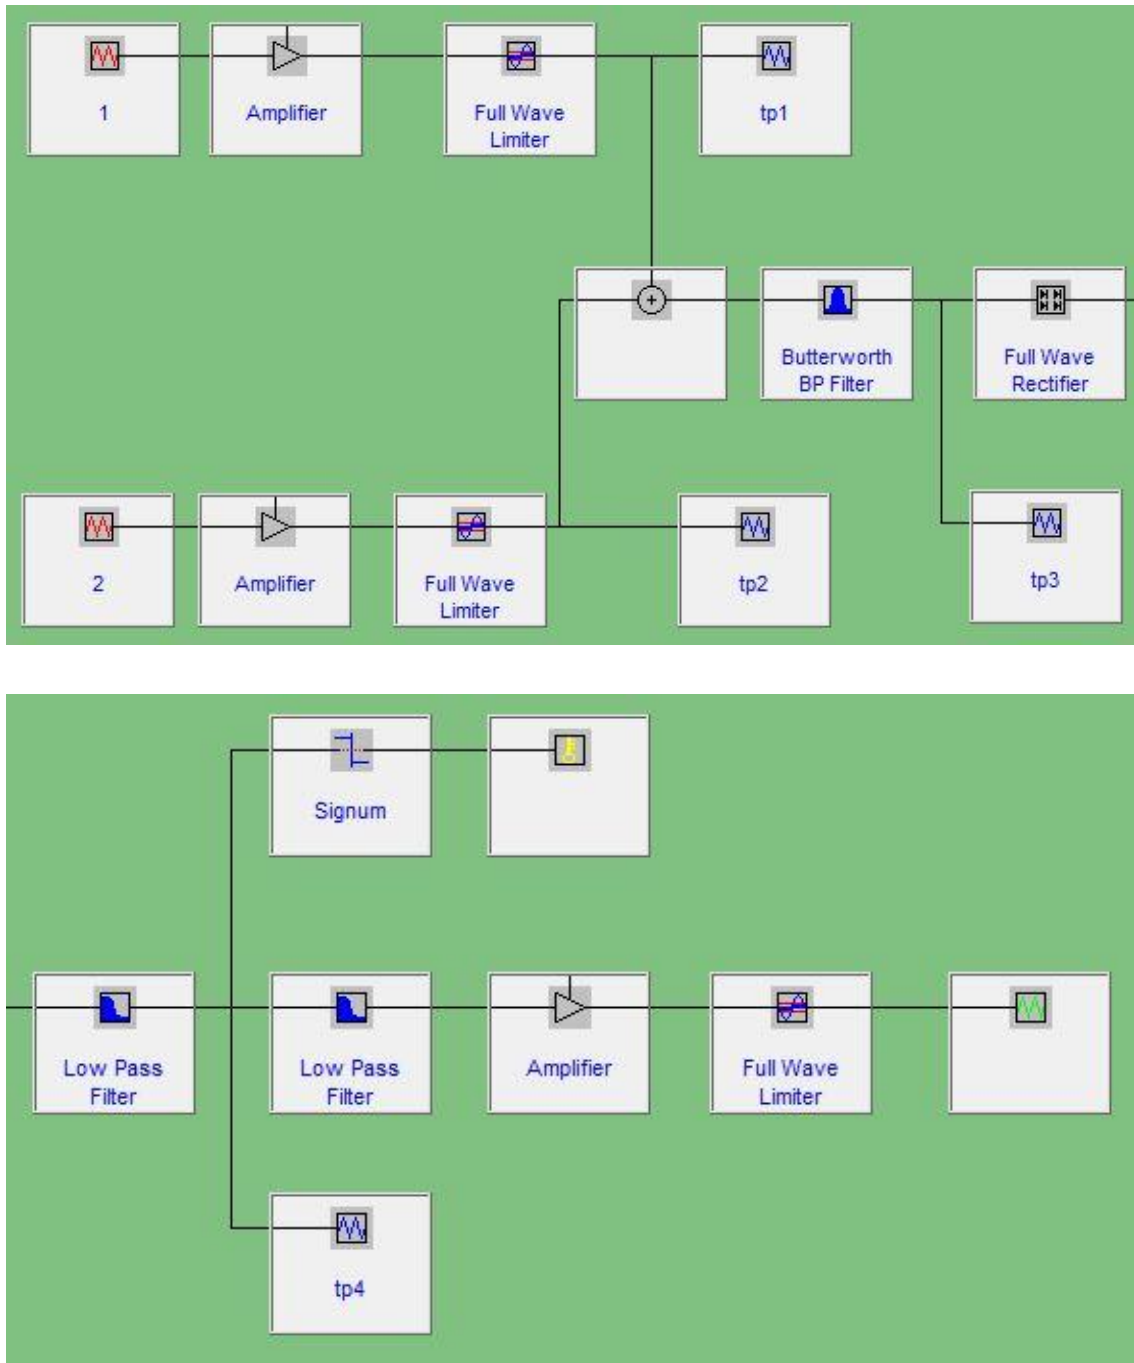 1
Amplifier
Full Wave
Limiter
tp1
+
Butterworth
BP Filter
Full Wave
Rectifier
2
Amplifier
Full Wave
Limiter
tp2
tp3
Signum
Low Pass
Filter
Low Pass
Filter
Amplifier
Full Wave
Limiter
tp4